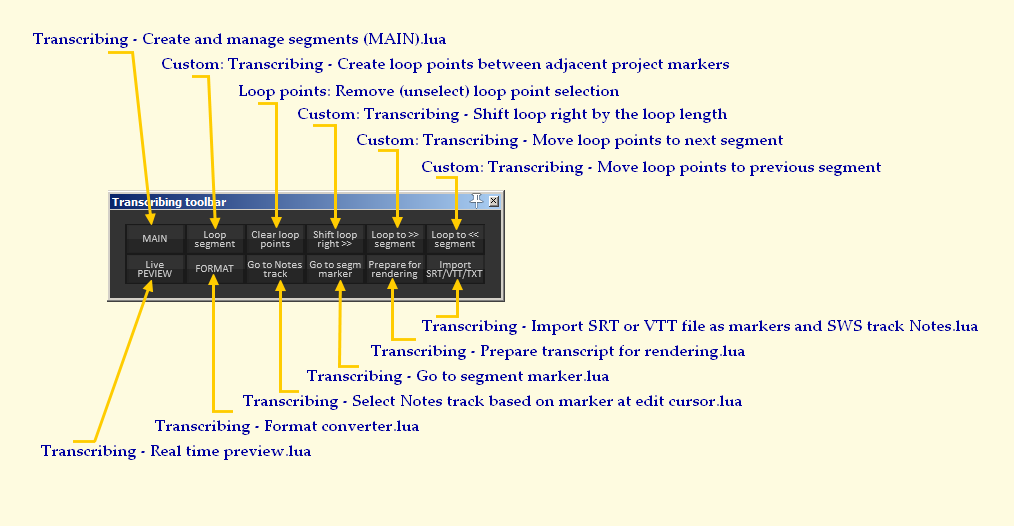 Transcribing - Create and manage segments (MAIN).lua
Custom: Transcribing - Create loop points between adjacent project markers
Loop points: Remove (unselect) loop point selection
Custom: Transcribing - Shift loop right by the loop length
Custom: Transcribing - Move loop points to next segment
Custom: Transcribing - Move loop points to previous segment
Transcribing toolbar
MAIN
Loop
segment
Clear loop
points
Shift loop
right >>
Loop to >>
segment
Loop to <<
segment
Live
PEVIEW
FORMAT
Go to Notes
track
Go to segm
marker
Prepare for
rendering
Import
SRT/VTT/TXT
Transcribing - Import SRT or VTT file as markers and SWS track Notes.lua
Transcribing - Prepare transcript for rendering.lua
Transcribing - Go to segment marker.lua
Transcribing - Select Notes track based on marker at edit cursor.lua
Transcribing - Format converter.lua
Transcribing - Real time preview.lua